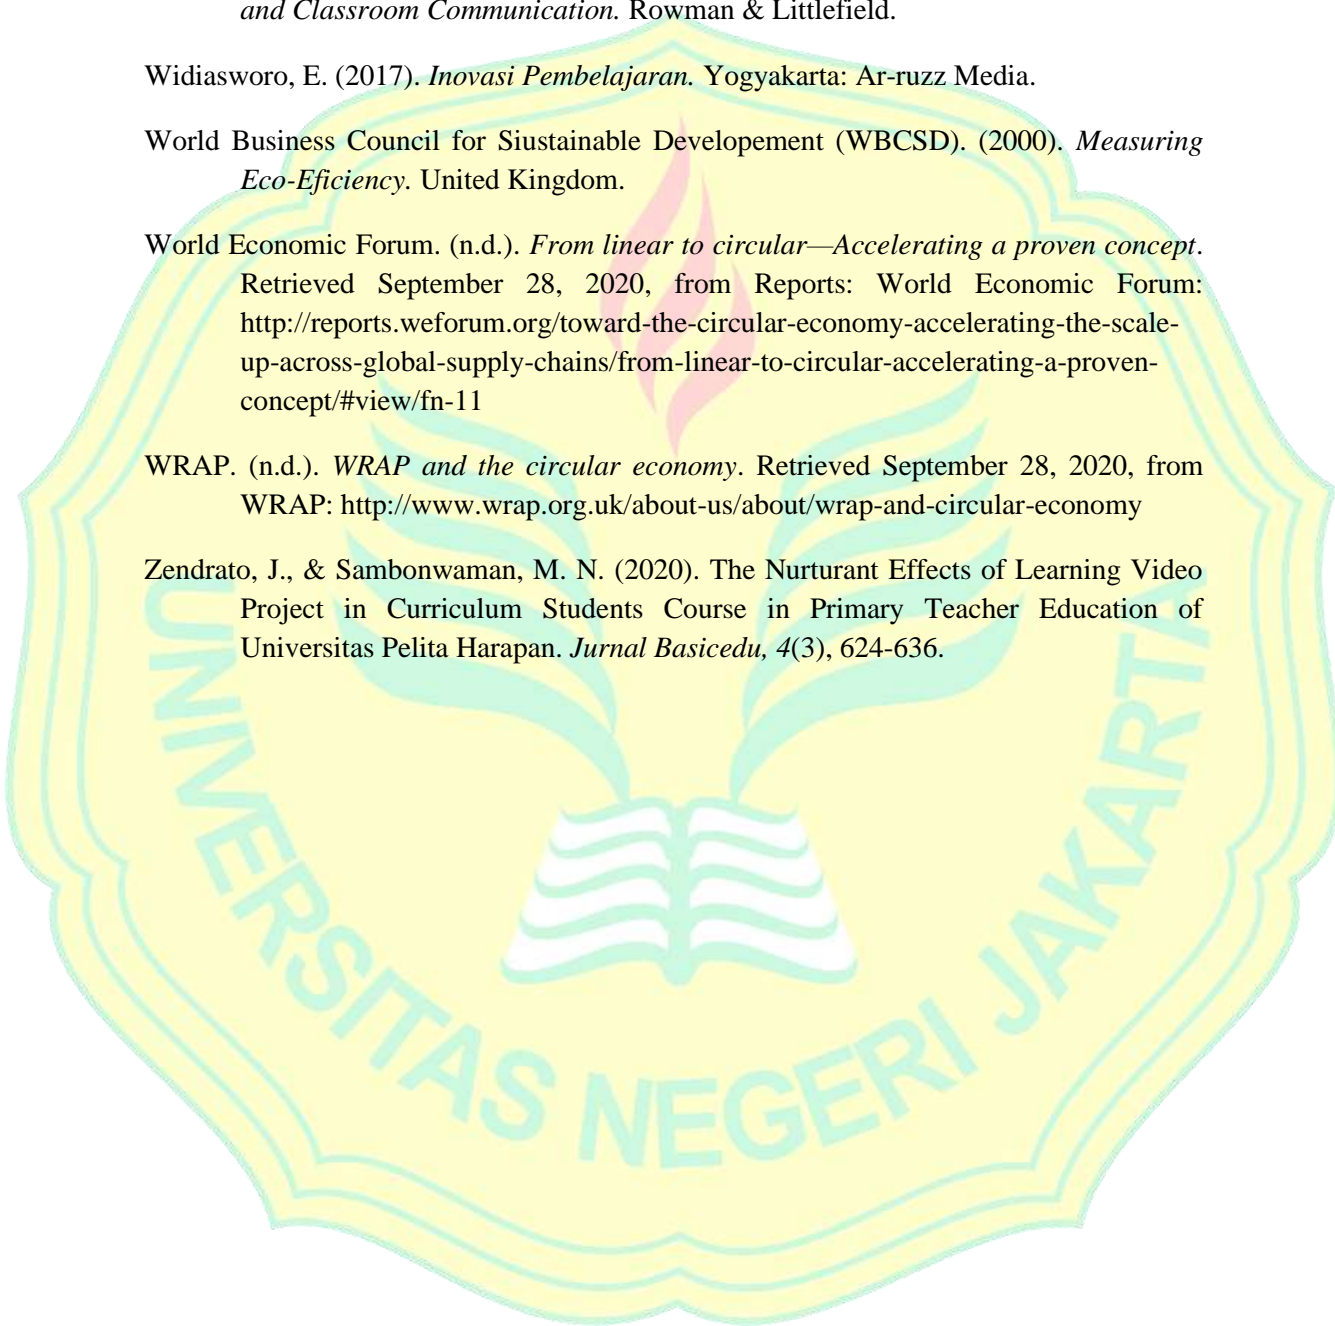 and Classroom Communication. Rowman & Littlefield.
Widiasworo, E. (2017). Inovasi Pembelajaran. Yogyakarta: Ar-ruzz Media.
World Business Council for Siustainable Developement (WBCSD). (2000). Measuring
Eco-Eficiency. United Kingdom.
World Economic Forum. (n.d.). From linear to circular—Accelerating a proven concept.
Retrieved September 28, 2020, from Reports: World Economic Forum:
http://reports.weforum.org/toward-the-circular-economy-accelerating-the-scale-
up-across-global-supply-chains/from-linear-to-circular-accelerating-a-proven-
concept/#view/fn-11
WRAP. (n.d.). WRAP and the circular economy. Retrieved September 28, 2020, from
WRAP: http://www.wrap.org.uk/about-us/about/wrap-and-circular-economy
Zendrato, J., & Sambonwaman, M. N. (2020). The Nurturant Effects of Learning Video
Project in Curriculum Students Course in Primary Teacher Education of
Universitas Pelita Harapan. Jurnal Basicedu, 4(3), 624-636.
UNIVERSITAS NEGERI JAKARTA